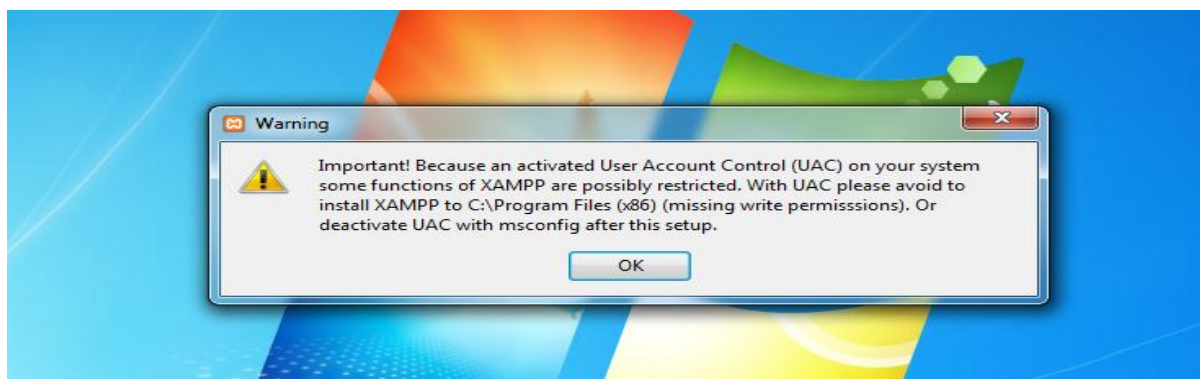 Warning
Important! Because an activated User Account Control (UAC) on your system
some functions of XAMPP are possibly restricted. With UAC please avoid to
install XAMPP to C:\Program Files (x86) (missing write permisssions). Or
deactivate UAC with msconfig after this setup.
OK